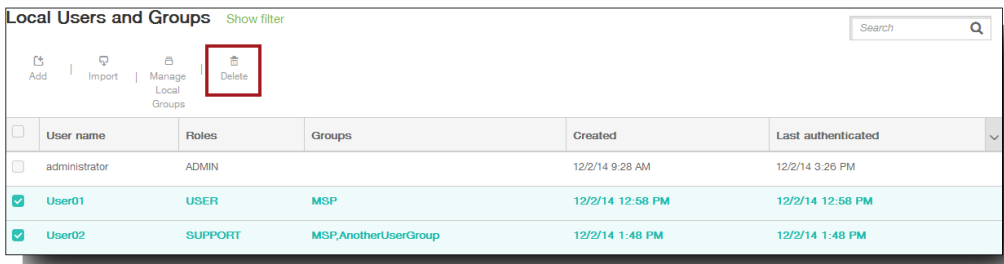 Local Users and Groups Show filter
Search
Add | Import | Manage Local Groups | Delete
User name Roles Groups Created Last authenticated
administrator ADMIN 12/2/14 9:28 AM 12/2/14 3:26 PM
User01 USER MSP 12/2/14 12:58 PM 12/2/14 12:58 PM
User02 SUPPORT MSP,AnotherUserGroup 12/2/14 1:48 PM 12/2/14 1:48 PM